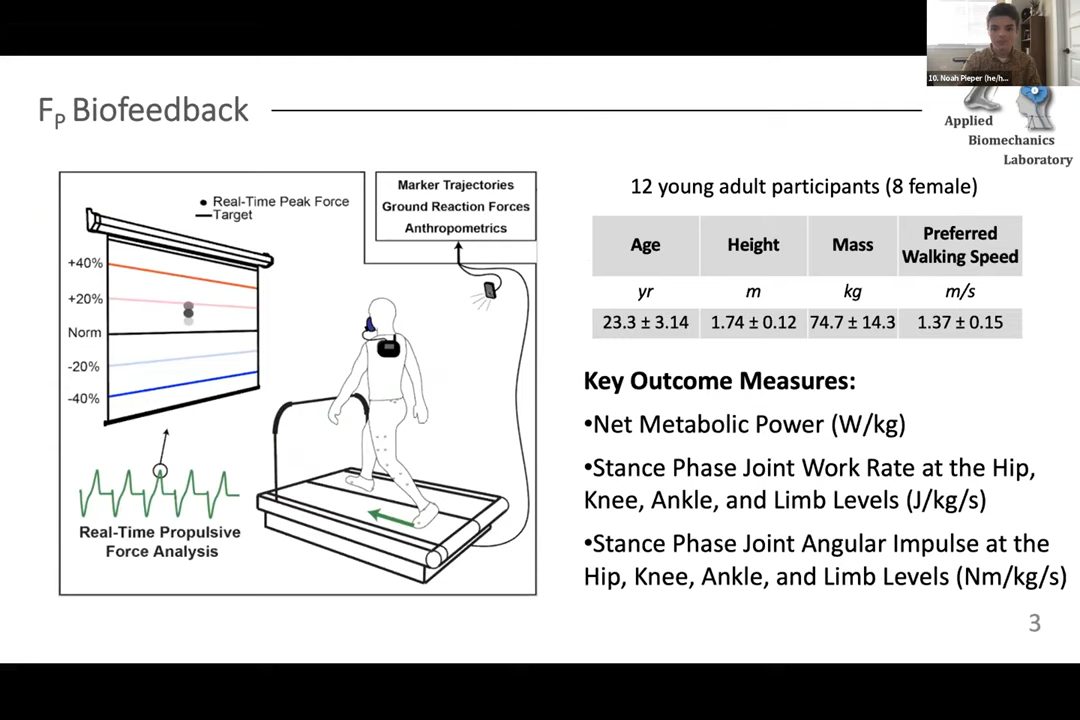 10. Noah Pieper (he/h...
F_P Biofeedback
Applied
Biomechanics
Laboratory
Real-Time Peak Force
Target
+40%
+20%
Norm
-20%
-40%
Marker Trajectories
Ground Reaction Forces
Anthropometrics
Real-Time Propulsive
Force Analysis
12 young adult participants (8 female)
Age Height Mass Preferred Walking Speed
yr m kg m/s
23.3 ± 3.14 1.74 ± 0.12 74.7 ± 14.3 1.37 ± 0.15
Key Outcome Measures:
•Net Metabolic Power (W/kg)
•Stance Phase Joint Work Rate at the Hip,
Knee, Ankle, and Limb Levels (J/kg/s)
•Stance Phase Joint Angular Impulse at the
Hip, Knee, Ankle, and Limb Levels (Nm/kg/s)
3